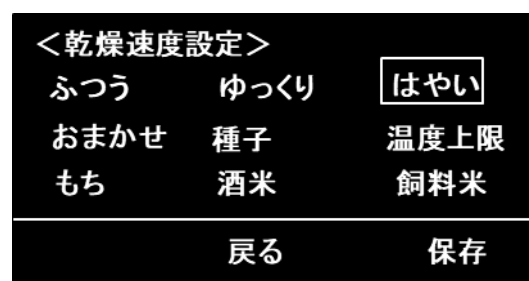 ＜乾燥速度設定＞
ふつう ゆっくり はやい
おまかせ 種子 温度上限
もち 酒米 飼料米
戻る 保存